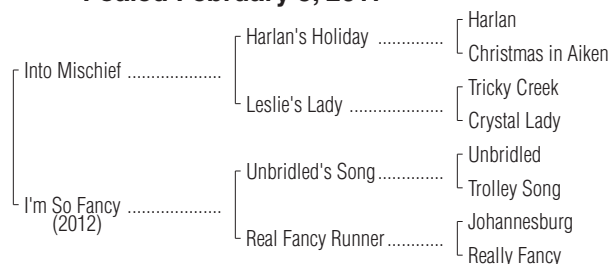 Foaled February
Harlan
Harlan's Holiday ..................
Christmas in Aiken
Into Mischief .....................
Tricky Creek
Leslie's Lady ......................
Crystal Lady
Unbridled
Unbridled's Song...............
Trolley Song
I'm So Fancy .....................
(2012)
Johannesburg
Real Fancy Runner.............
Really Fancy